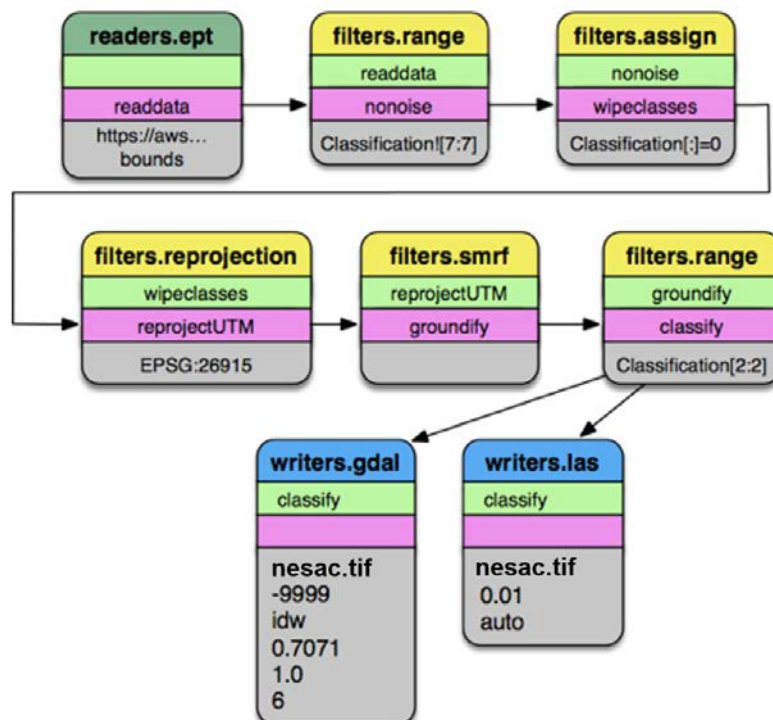 readers.ept
readdata
https://aws…
bounds
filters.range
readdata
nonoise
Classification![7:7]
filters.assign
nonoise
wipeclasses
Classification[:]=0
filters.reprojection
wipeclasses
reprojectUTM
EPSG:26915
filters.smrf
reprojectUTM
groundify
filters.range
groundify
classify
Classification[2:2]
writers.gdal
classify
nesac.tif
-9999
idw
0.7071
1.0
6
writers.las
classify
nesac.tif
0.01
auto